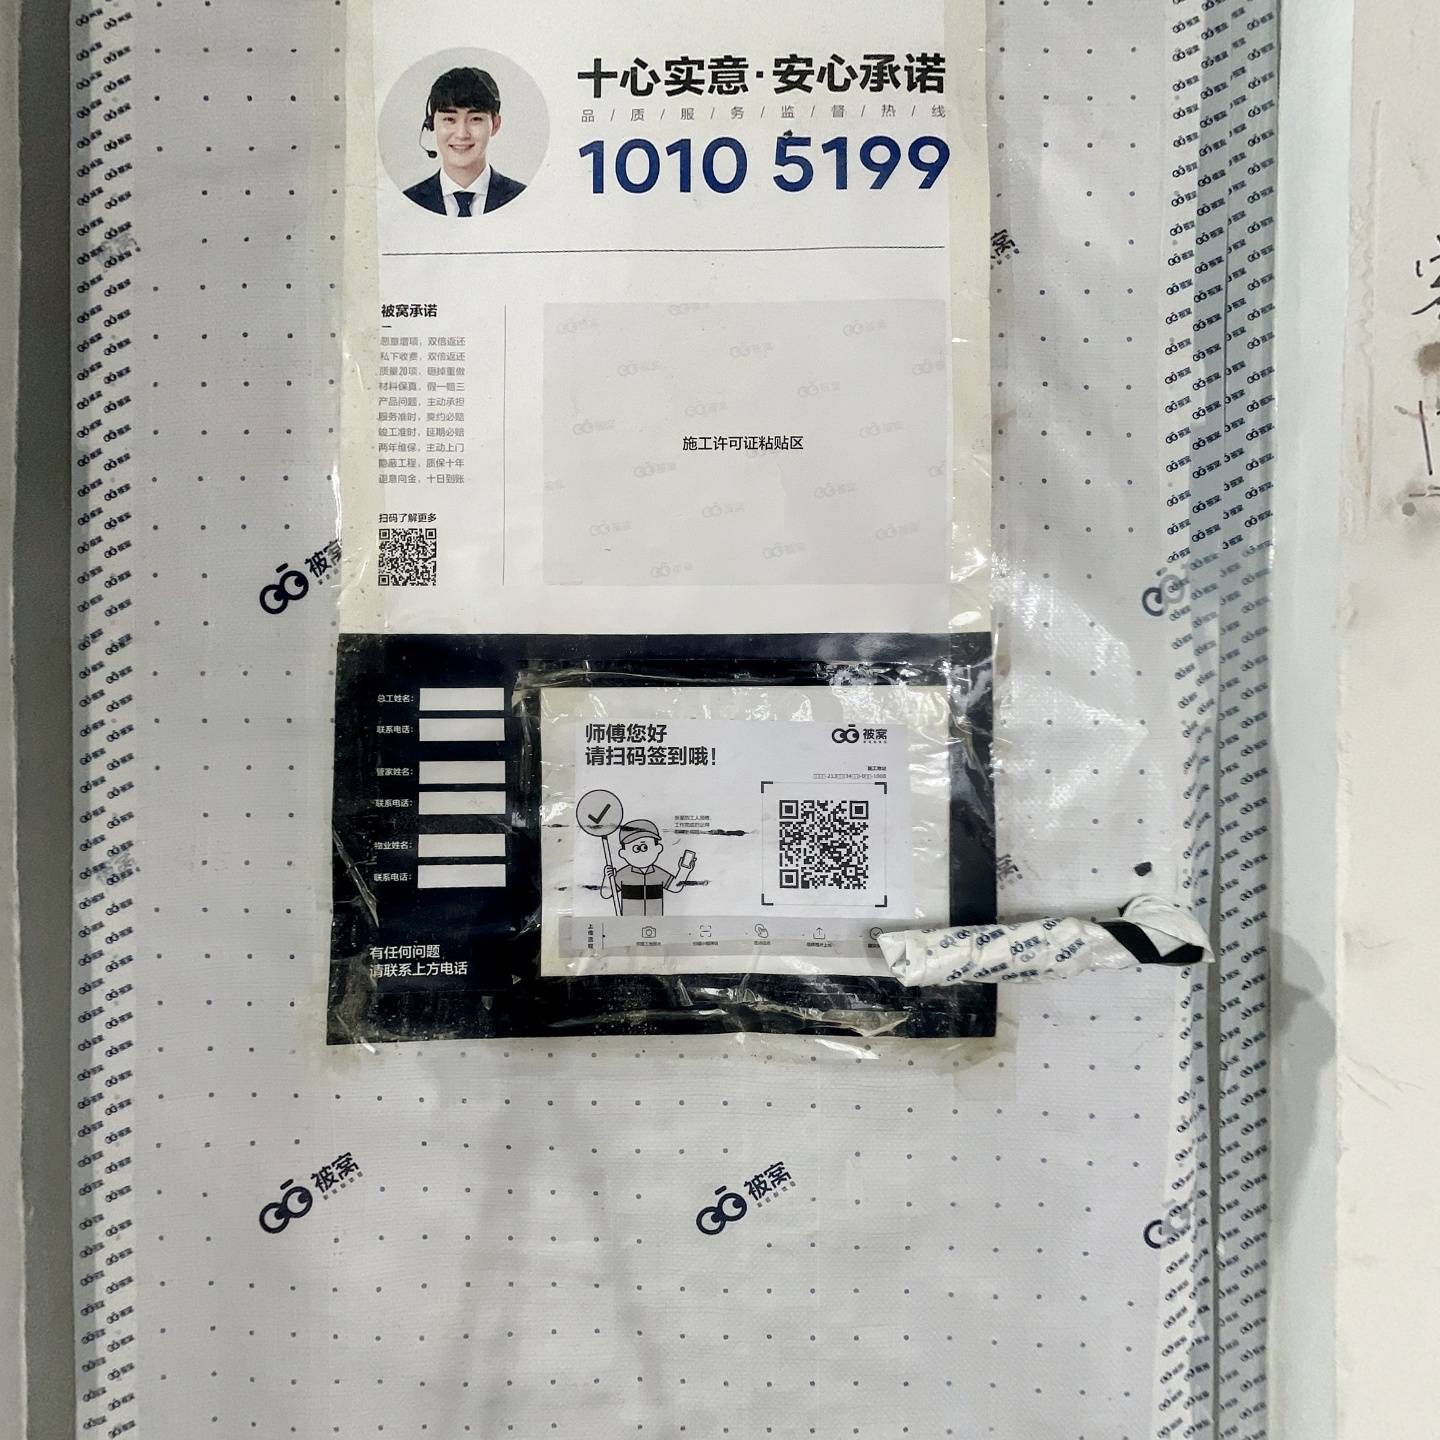 十心实意·安心承诺
品/质/服/务/监/督/热/线
1010 5199
被窝承诺
恶意增项，双倍返还
私下收费，双倍返还
质量20项，砸掉重做
材料保真，假一赔三
产品问题，主动承担
服务准时，爽约必赔
竣工准时，延期必赔
两年维保，主动上门
隐蔽工程，质保十年
退意向金，十日到账
扫码了解更多
施工许可证粘贴区
总工姓名：
联系电话：
管家姓名：
联系电话：
物业姓名：
联系电话：
有任何问题
请联系上方电话
师傅您好
请扫码签到哦！
被窝
施工地址
上传流程
被窝
被窝
被窝